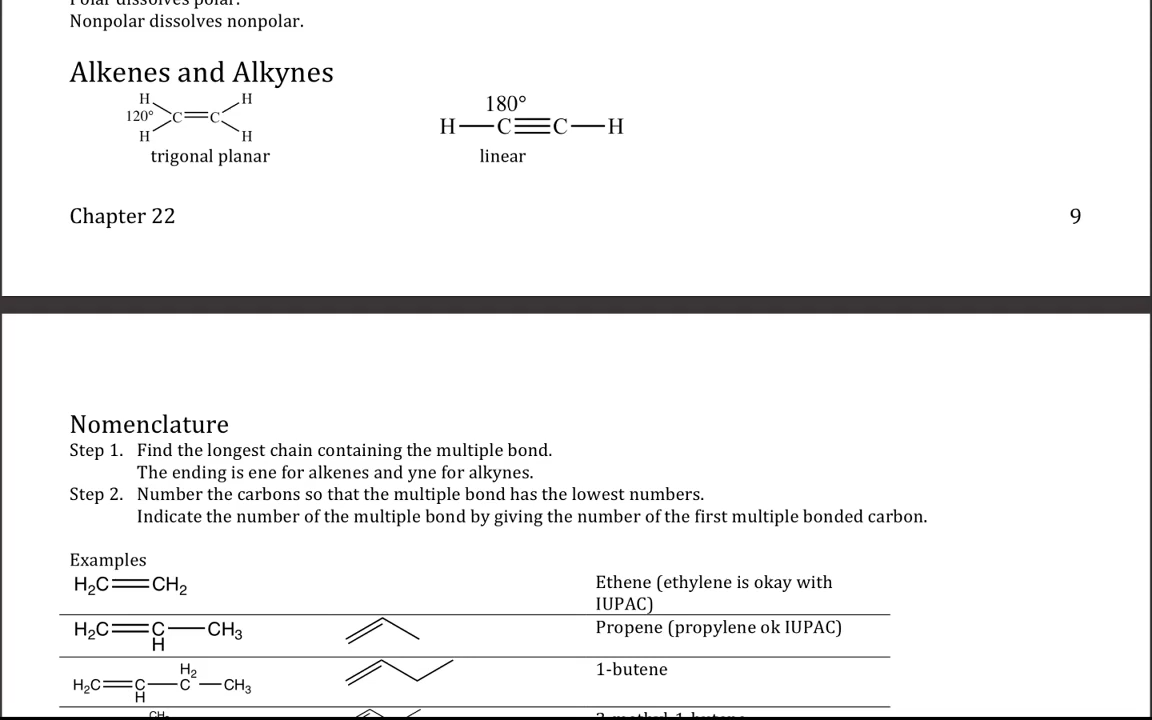 Polar dissolves polar.
Nonpolar dissolves nonpolar.
Alkenes and Alkynes
H H
120° C=C
H H
trigonal planar
180°
H—C≡C—H
linear
Chapter 22 9
Nomenclature
Step 1. Find the longest chain containing the multiple bond.
The ending is ene for alkenes and yne for alkynes.
Step 2. Number the carbons so that the multiple bond has the lowest numbers.
Indicate the number of the multiple bond by giving the number of the first multiple bonded carbon.
Examples
H₂C=CH₂ Ethene (ethylene is okay with
IUPAC)
H₂C=C—CH₃ Propene (propylene ok IUPAC)
H
H₂ 1-butene
H₂C=C—C—CH₃
H
CH₃